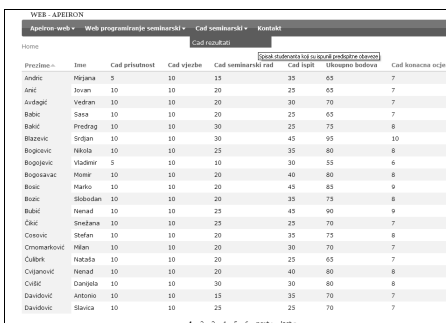 WEB - APEIRON
Apeiron-web Web programiranje seminarski Cad seminarski Kontakt
Cad rezultati
Home
Spisak studenanta koji su ispunili predispitne obaveze
Prezime Ime Cad prisutnost Cad vjezbe Cad seminarski rad Cad ispit Ukoupno bodova Cad konacna ocje
Andric Mirjana 5 10 15 35 65 7
Anić Jovan 10 10 20 25 65 7
Avdagić Vedran 10 10 20 30 70 7
Babic Sasa 10 10 20 25 65 7
Bakić Predrag 10 10 30 25 75 8
Blazevic Srdjan 10 10 30 45 95 10
Bogicevic Nikola 10 10 25 35 80 8
Bogojevic Vladimir 5 10 10 30 55 6
Bogosavac Momir 10 10 20 40 80 8
Bosic Marko 10 10 20 45 85 9
Bozic Slobodan 10 10 20 35 75 8
Bubić Nenad 10 10 25 45 90 9
Čikić Snežana 10 10 25 25 70 7
Cosovic Stefan 10 10 20 35 75 8
Crnomarković Milan 10 10 20 30 70 7
Ćulibrk Nataša 10 10 20 25 65 7
Cvijanović Nenad 10 10 20 40 80 8
Cvišić Danijela 10 10 30 30 80 8
Davidović Antonio 10 10 15 35 70 7
Davidovic Slavica 10 10 25 25 70 7